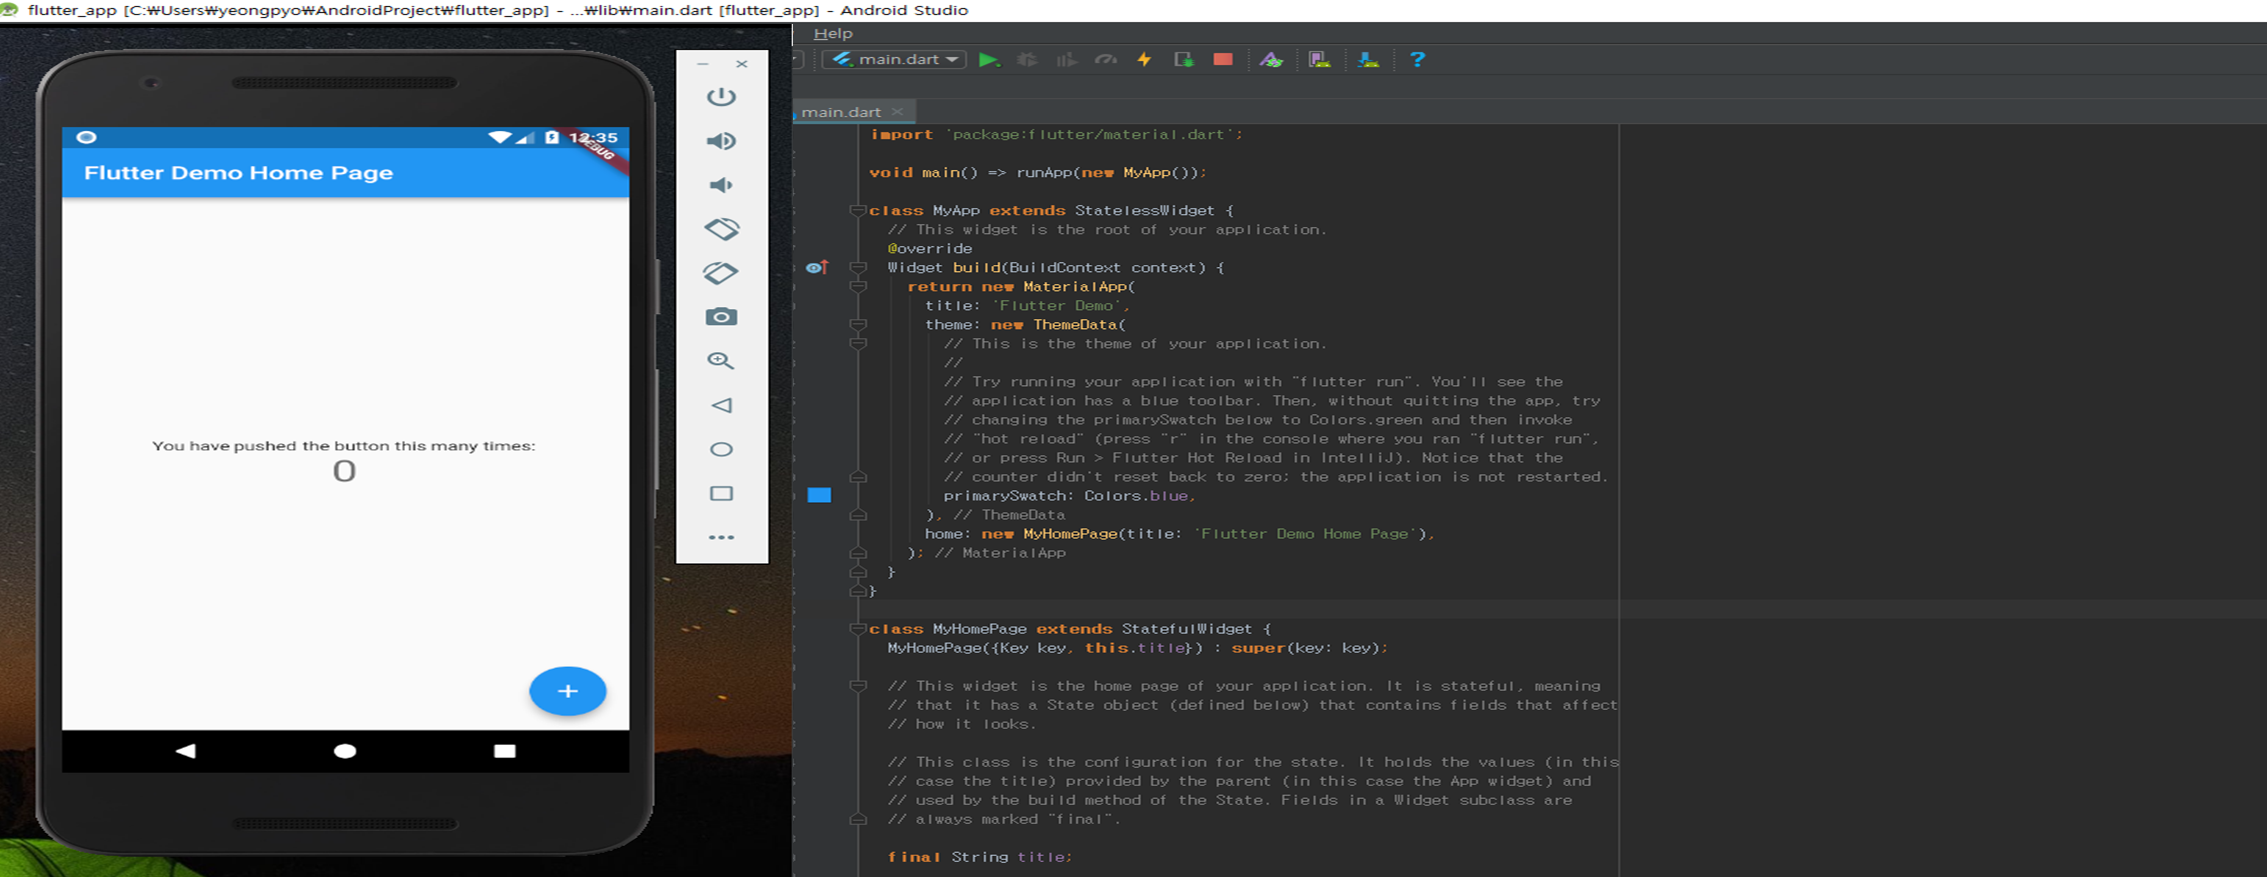 flutter_app [C:₩Users₩yeongpyo₩AndroidProject₩flutter_app] - ...₩lib₩main.dart [flutter_app] - Android Studio
12:35
DEBUG
Flutter Demo Home Page
You have pushed the button this many times:
0
Help
main.dart
main.dart
import 'package:flutter/material.dart';
void main() => runApp(new MyApp());
class MyApp extends StatelessWidget {
// This widget is the root of your application.
@override
Widget build(BuildContext context) {
return new MaterialApp(
title: 'Flutter Demo',
theme: new ThemeData(
// This is the theme of your application.
//
// Try running your application with "flutter run". You'll see the
// application has a blue toolbar. Then, without quitting the app, try
// changing the primarySwatch below to Colors.green and then invoke
// "hot reload" (press "r" in the console where you ran "flutter run",
// or press Run > Flutter Hot Reload in IntelliJ). Notice that the
// counter didn't reset back to zero; the application is not restarted.
primarySwatch: Colors.blue,
), // ThemeData
home: new MyHomePage(title: 'Flutter Demo Home Page'),
); // MaterialApp
}
}
class MyHomePage extends StatefulWidget {
MyHomePage({Key key, this.title}) : super(key: key);
// This widget is the home page of your application. It is stateful, meaning
// that it has a State object (defined below) that contains fields that affect
// how it looks.
// This class is the configuration for the state. It holds the values (in this
// case the title) provided by the parent (in this case the App widget) and
// used by the build method of the State. Fields in a Widget subclass are
// always marked "final".
final String title;